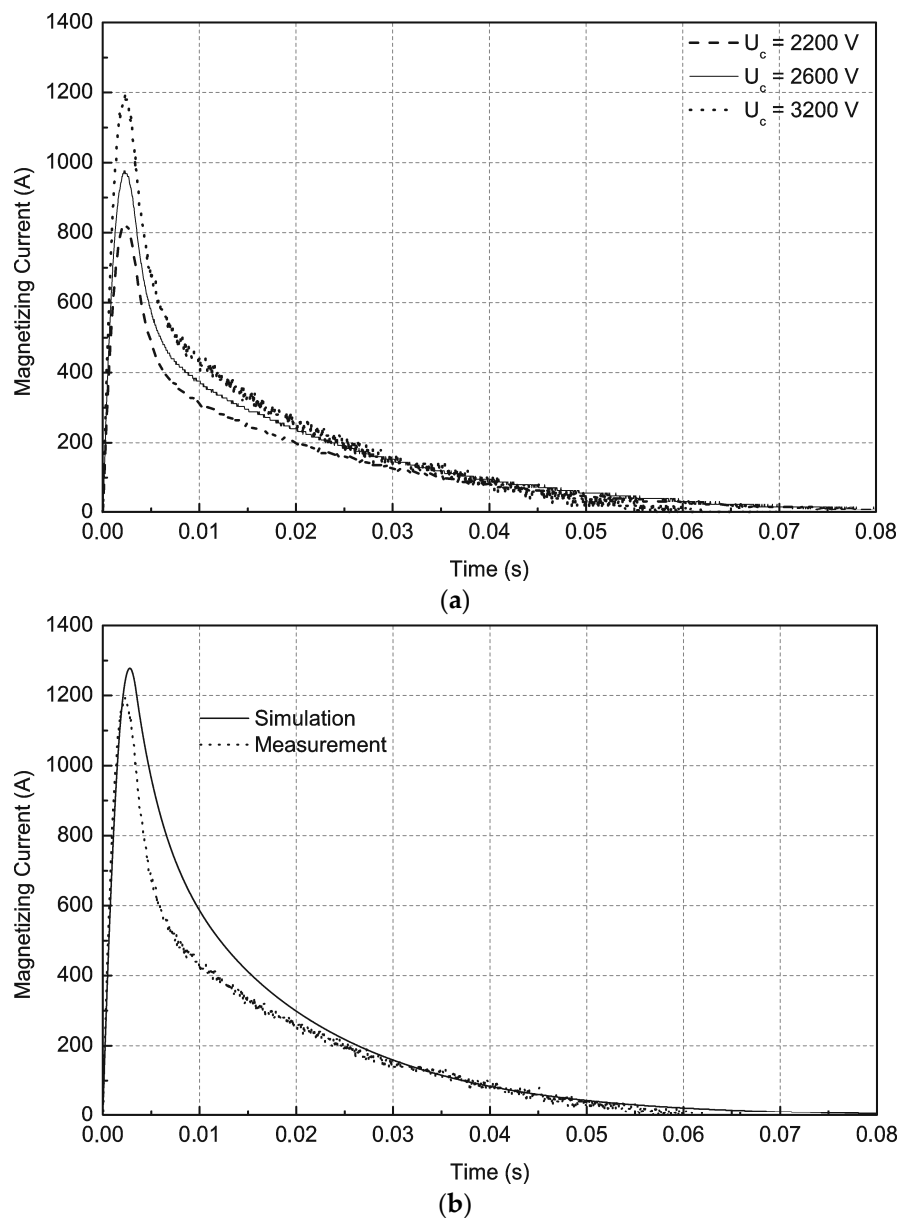 1400
1200
1000
800
600
400
200
0
Magnetizing Current (A)
U_c = 2200 V
U_c = 2600 V
U_c = 3200 V
0.00 0.01 0.02 0.03 0.04 0.05 0.06 0.07 0.08
Time (s)
(a)
1400
1200
1000
800
600
400
200
0
Magnetizing Current (A)
Simulation
Measurement
0.00 0.01 0.02 0.03 0.04 0.05 0.06 0.07 0.08
Time (s)
(b)